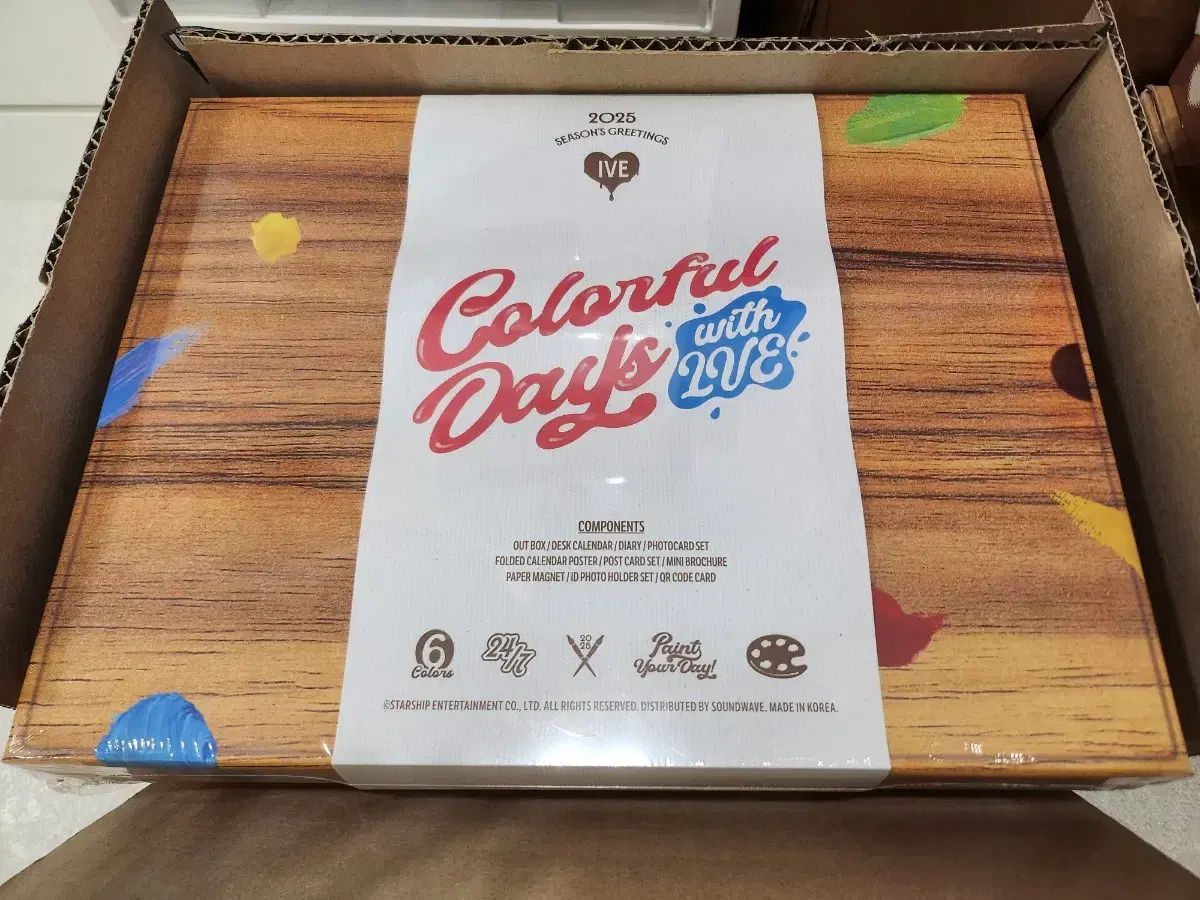 2025
SEASON'S GREETINGS
IVE
Colorful
Days
with
IVE
COMPONENTS
OUT BOX / DESK CALENDAR / DIARY / PHOTOCARD SET
FOLDED CALENDAR POSTER / POST CARD SET / MINI BROCHURE
PAPER MAGNET / ID PHOTO HOLDER SET / QR CODE CARD
6
Colors
24/7
20
25
Paint
Your Day!
©STARSHIP ENTERTAINMENT CO., LTD. ALL RIGHTS RESERVED. DISTRIBUTED BY SOUNDWAVE. MADE IN KOREA.